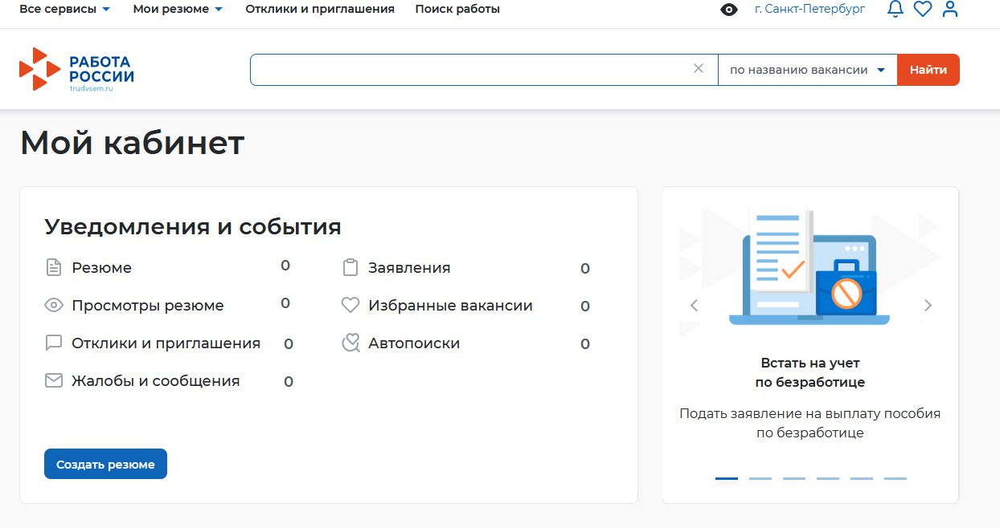 Все сервисы
Мои резюме
Отклики и приглашения
Поиск работы
г. Санкт-Петербург
РАБОТА
РОССИИ
trudvsem.ru
по названию вакансии
Найти
Мой кабинет
Уведомления и события
Резюме 0
Заявления 0
Просмотры резюме 0
Избранные вакансии 0
Отклики и приглашения 0
Автопоиски 0
Жалобы и сообщения 0
Создать резюме
Встать на учет
по безработице
Подать заявление на выплату пособия
по безработице